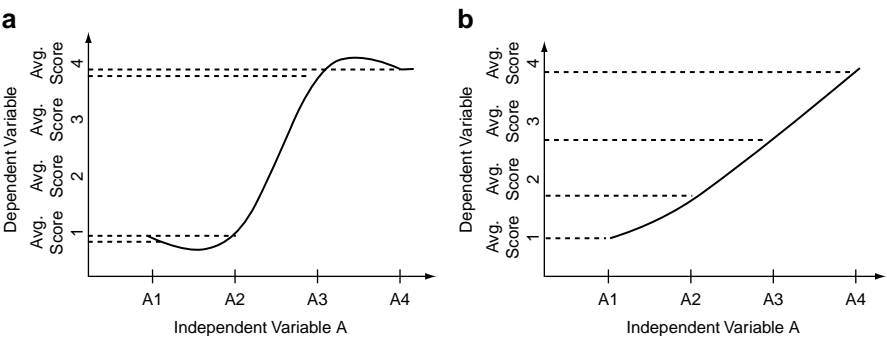 a
Dependent Variable
Avg.
Score
4
Avg.
Score
3
Avg.
Score
2
Avg.
Score
1
A1 A2 A3 A4
Independent Variable A
b
Dependent Variable
Avg.
Score
4
Avg.
Score
3
Avg.
Score
2
Avg.
Score
1
A1 A2 A3 A4
Independent Variable A